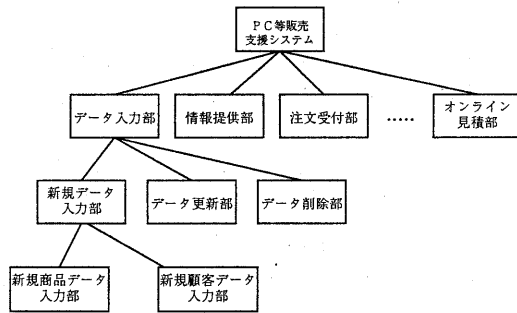 ＰＣ等販売
支援システム
データ入力部
情報提供部
注文受付部
.....
オンライン
見積部
新規データ
入力部
データ更新部
データ削除部
新規商品データ
入力部
新規顧客データ
入力部